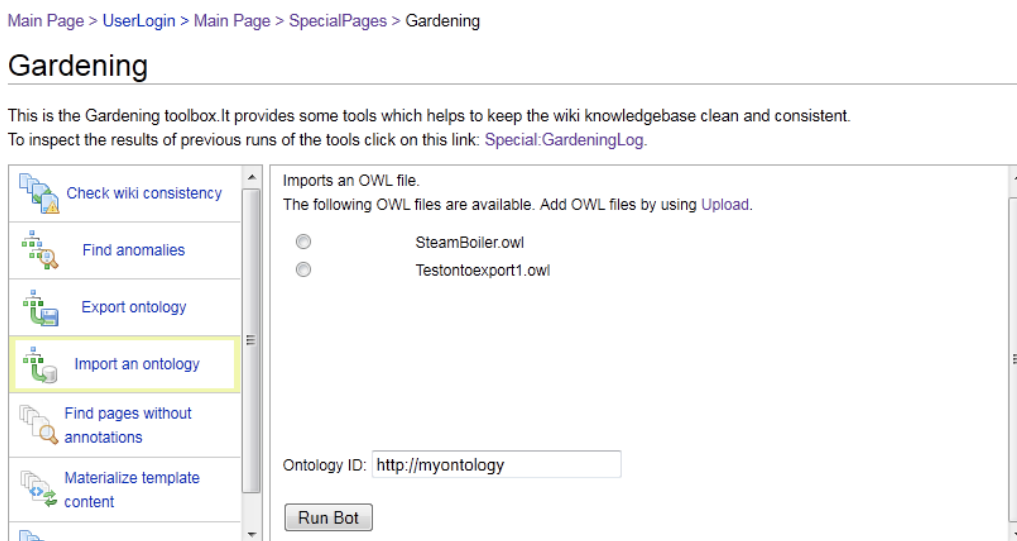 Main Page > UserLogin > Main Page > SpecialPages > Gardening
Gardening
This is the Gardening toolbox.It provides some tools which helps to keep the wiki knowledgebase clean and consistent.
To inspect the results of previous runs of the tools click on this link: Special:GardeningLog.
Check wiki consistency
Find anomalies
Export ontology
Import an ontology
Find pages without
annotations
Materialize template
content
Imports an OWL file.
The following OWL files are available. Add OWL files by using Upload.
SteamBoiler.owl
Testontoexport1.owl
Ontology ID: http://myontology
Run Bot